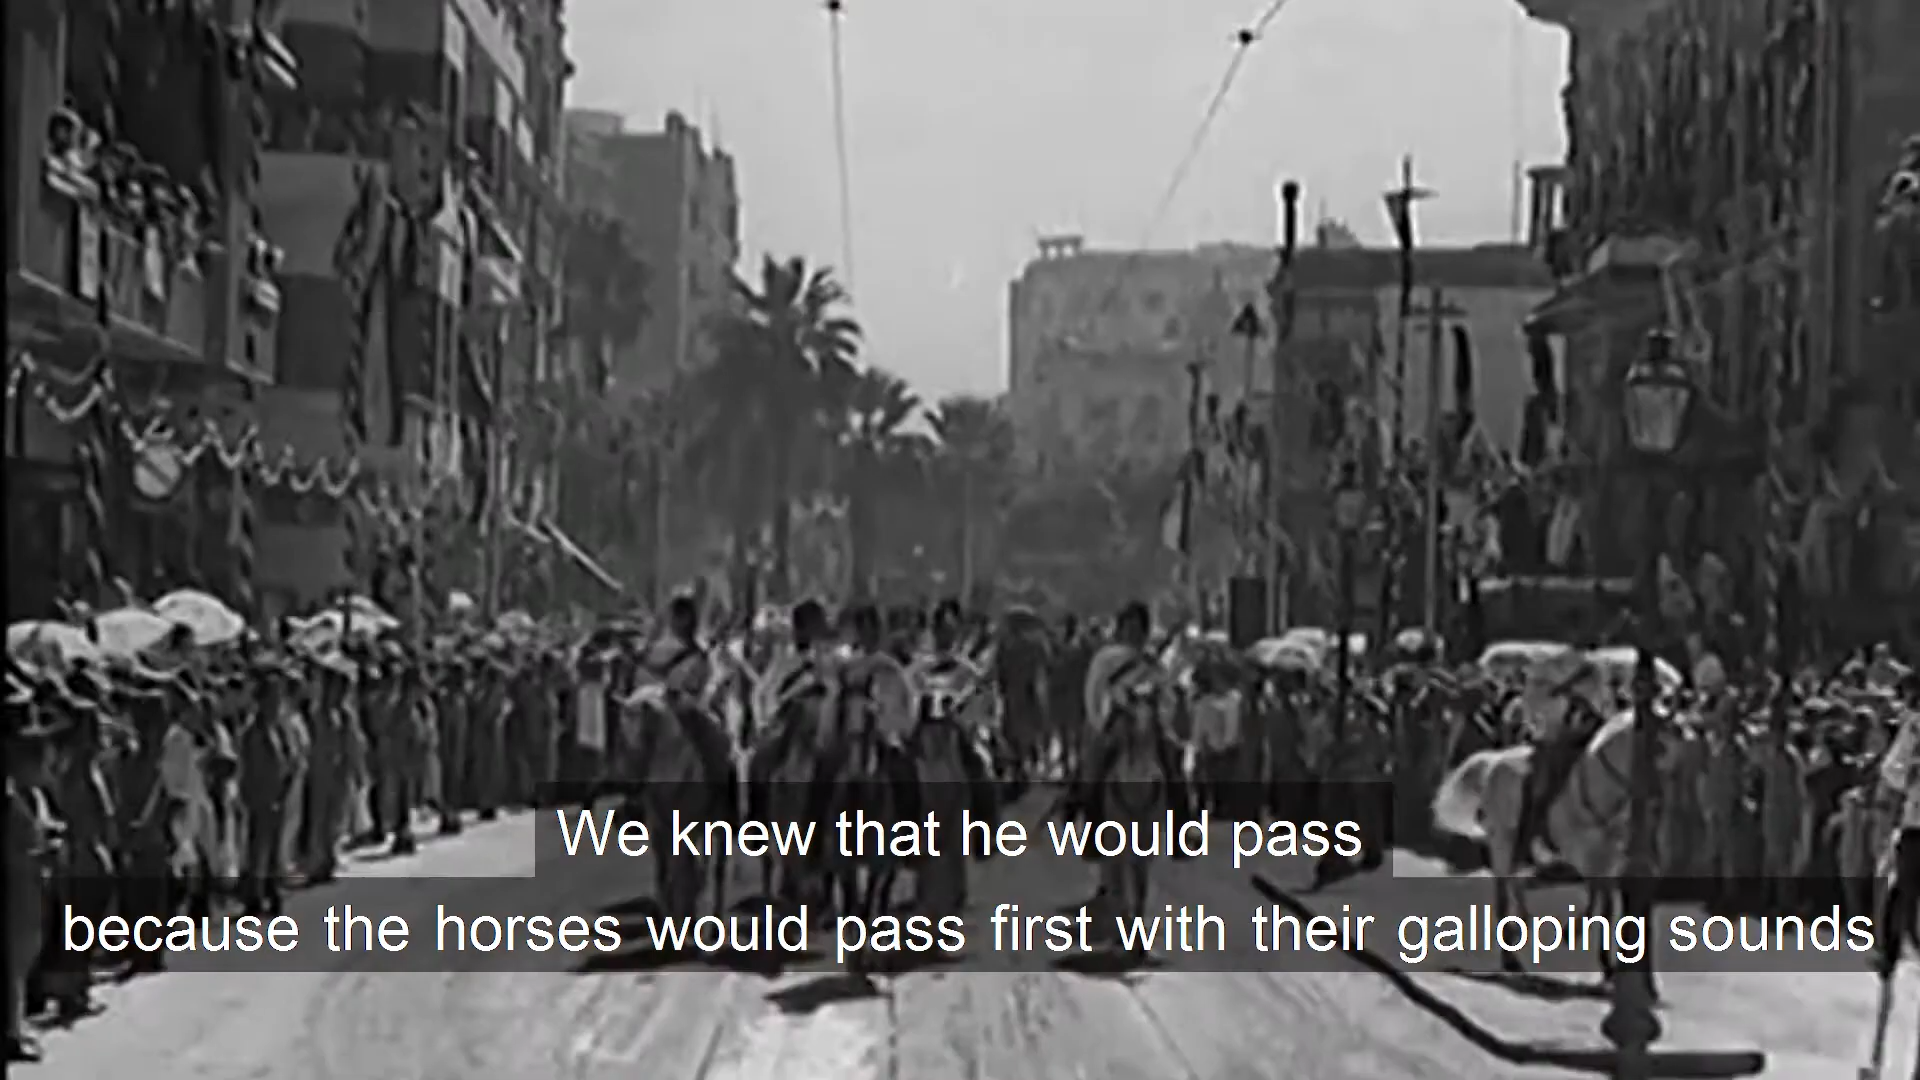 We knew that he would pass
because the horses would pass first with their galloping sounds